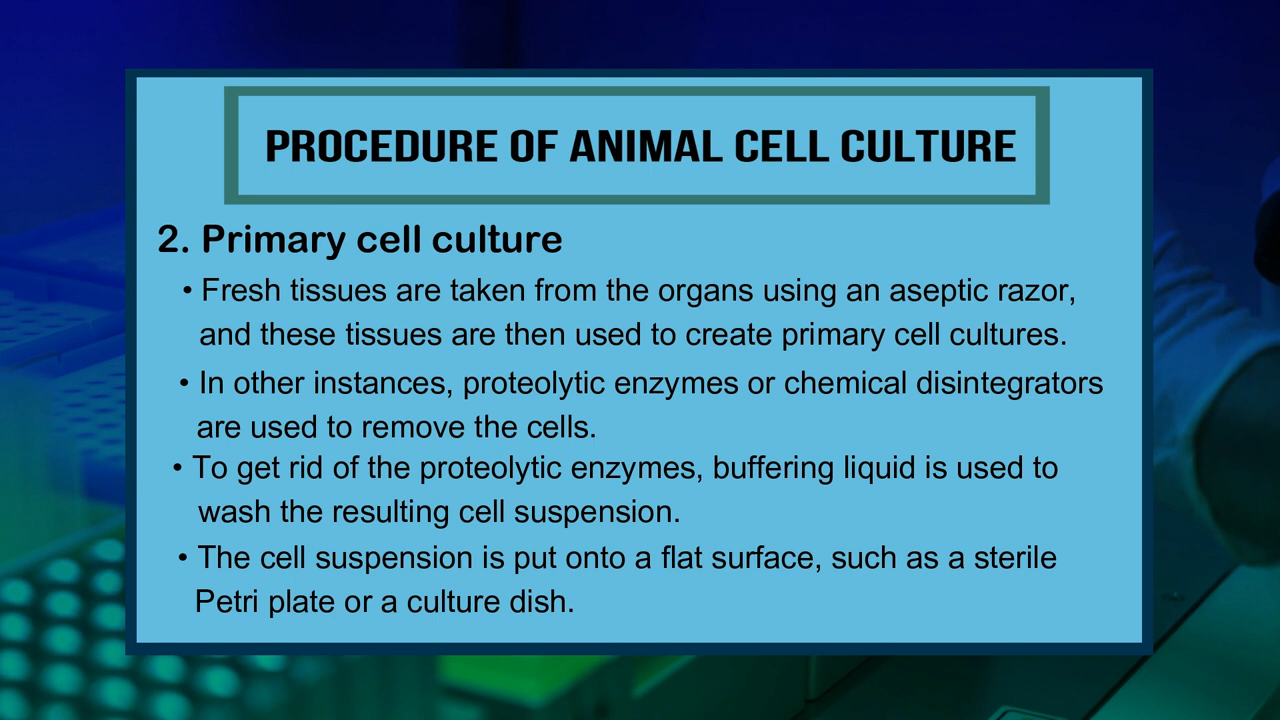 PROCEDURE OF ANIMAL CELL CULTURE
2. Primary cell culture
• Fresh tissues are taken from the organs using an aseptic razor,
and these tissues are then used to create primary cell cultures.
• In other instances, proteolytic enzymes or chemical disintegrators
are used to remove the cells.
• To get rid of the proteolytic enzymes, buffering liquid is used to
wash the resulting cell suspension.
• The cell suspension is put onto a flat surface, such as a sterile
Petri plate or a culture dish.